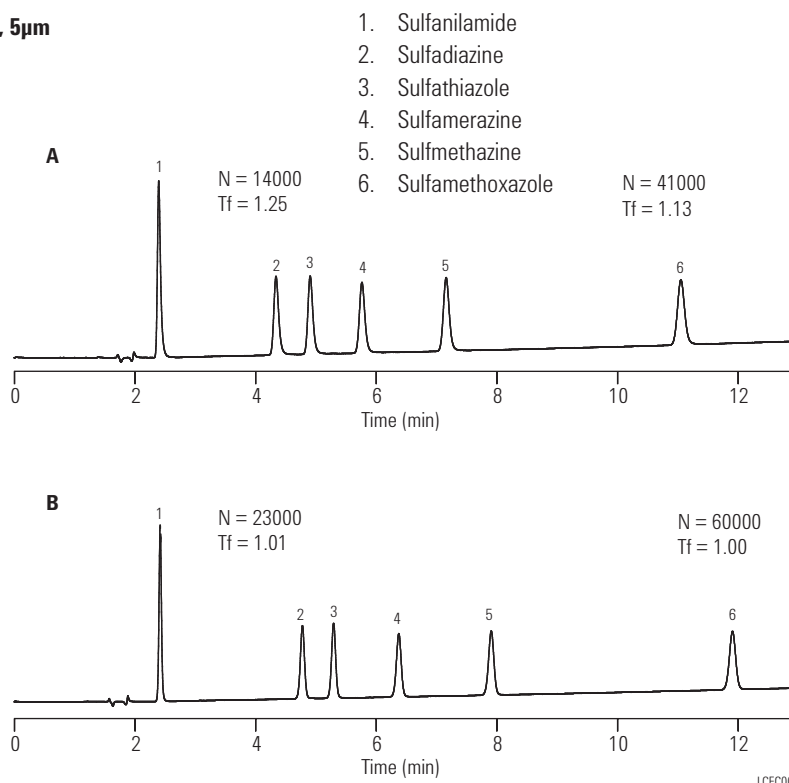 , 5µm
1. Sulfanilamide
2. Sulfadiazine
3. Sulfathiazole
4. Sulfamerazine
5. Sulfmethazine
6. Sulfamethoxazole
A
N = 14000
Tf = 1.25
N = 41000
Tf = 1.13
1
2 3 4 5 6
0 2 4 6 8 10 12
Time (min)
B
N = 23000
Tf = 1.01
N = 60000
Tf = 1.00
1
2 3 4 5 6
0 2 4 6 8 10 12
Time (min)